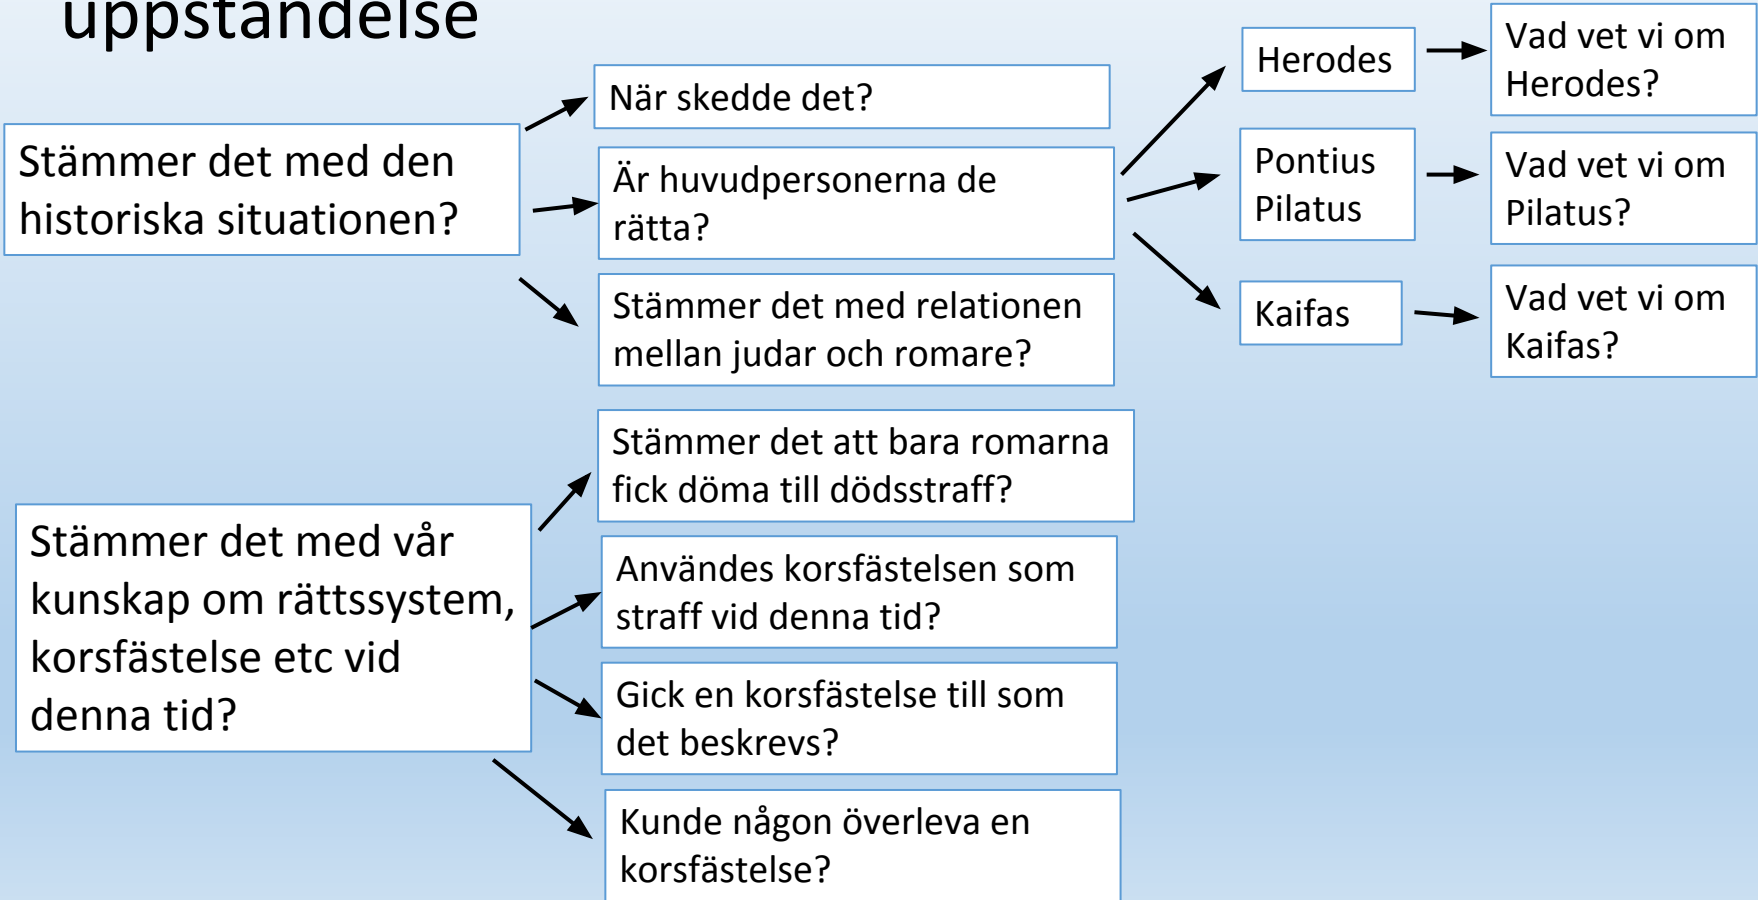 uppståndelse
Stämmer det med den
historiska situationen?
När skedde det?
Är huvudpersonerna de
rätta?
Stämmer det med relationen
mellan judar och romare?
Herodes
Vad vet vi om
Herodes?
Pontius
Pilatus
Vad vet vi om
Pilatus?
Kaifas
Vad vet vi om
Kaifas?
Stämmer det med vår
kunskap om rättssystem,
korsfästelse etc vid
denna tid?
Stämmer det att bara romarna
fick döma till dödsstraff?
Användes korsfästelsen som
straff vid denna tid?
Gick en korsfästelse till som
det beskrevs?
Kunde någon överleva en
korsfästelse?